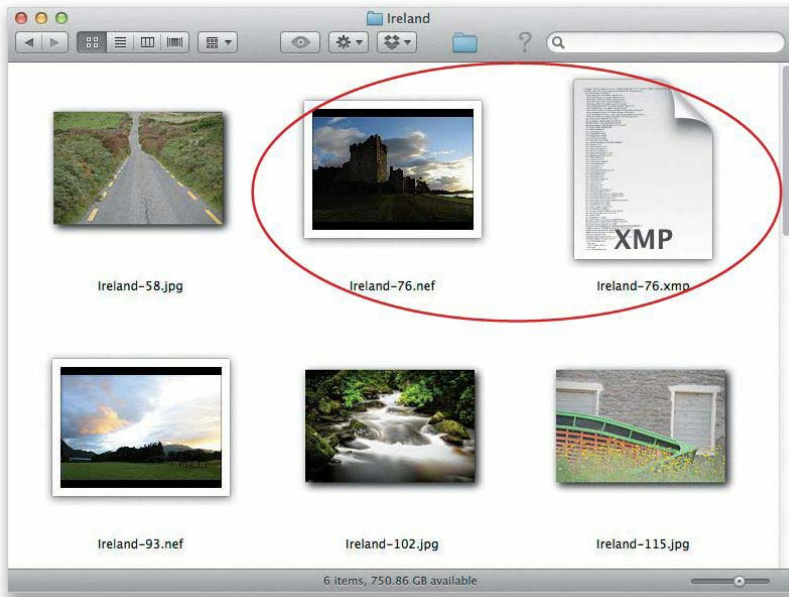 Ireland
?
Ireland-58.jpg
Ireland-76.nef
XMP
Ireland-76.xmp
Ireland-93.nef
Ireland-102.jpg
Ireland-115.jpg
6 items, 750.86 GB available